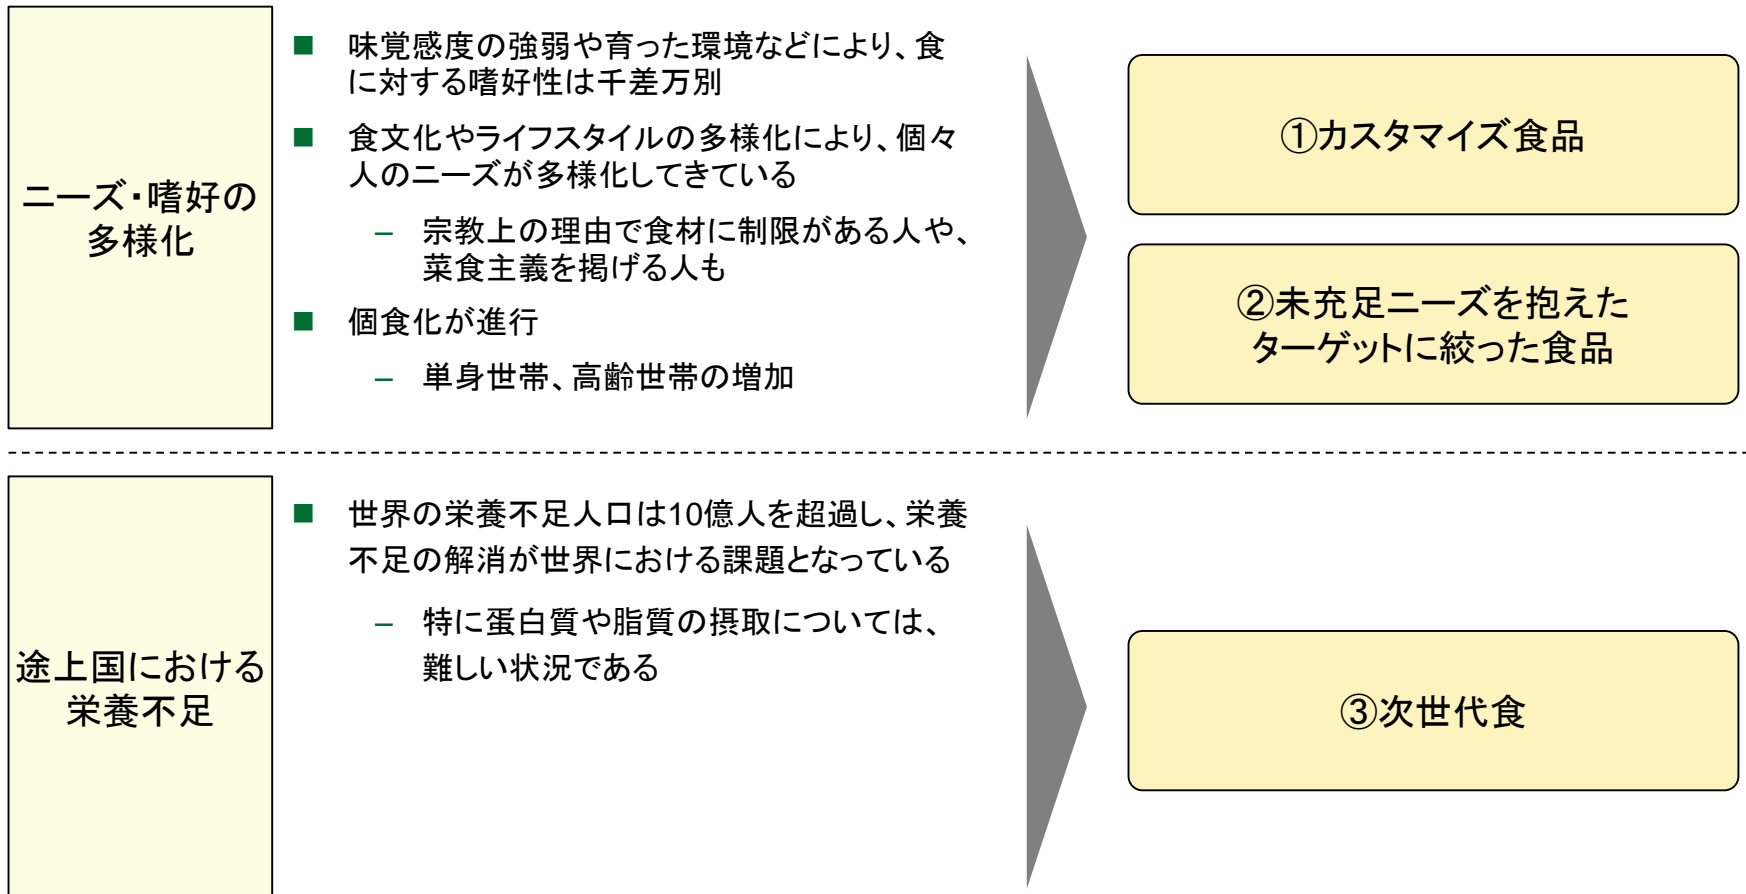 ニーズ・嗜好の
多様化
■ 味覚感度の強弱や育った環境などにより、食
に対する嗜好性は千差万別
■ 食文化やライフスタイルの多様化により、個々
人のニーズが多様化してきている
– 宗教上の理由で食材に制限がある人や、
菜食主義を掲げる人も
■ 個食化が進行
– 単身世帯、高齢世帯の増加
①カスタマイズ食品
②未充足ニーズを抱えた
ターゲットに絞った食品
途上国における
栄養不足
■ 世界の栄養不足人口は10億人を超過し、栄養
不足の解消が世界における課題となっている
– 特に蛋白質や脂質の摂取については、
難しい状況である
③次世代食